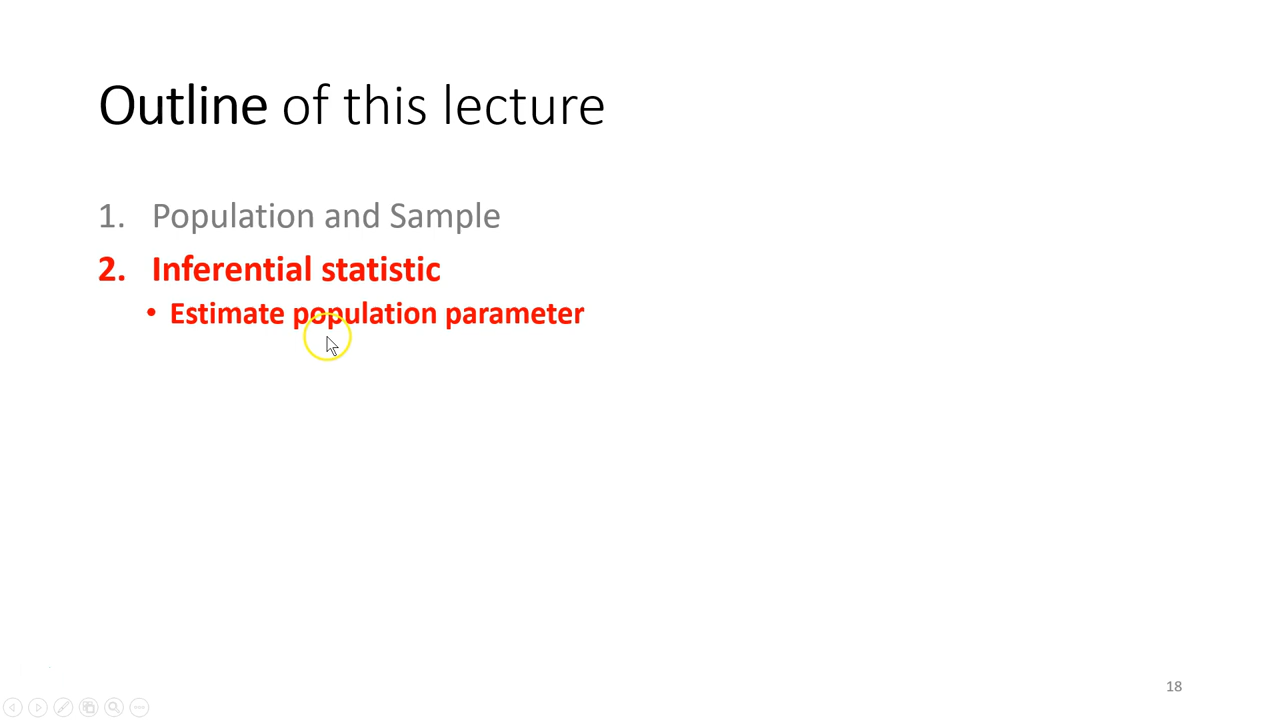 Outline of this lecture
1. Population and Sample
2. Inferential statistic
• Estimate population parameter
18